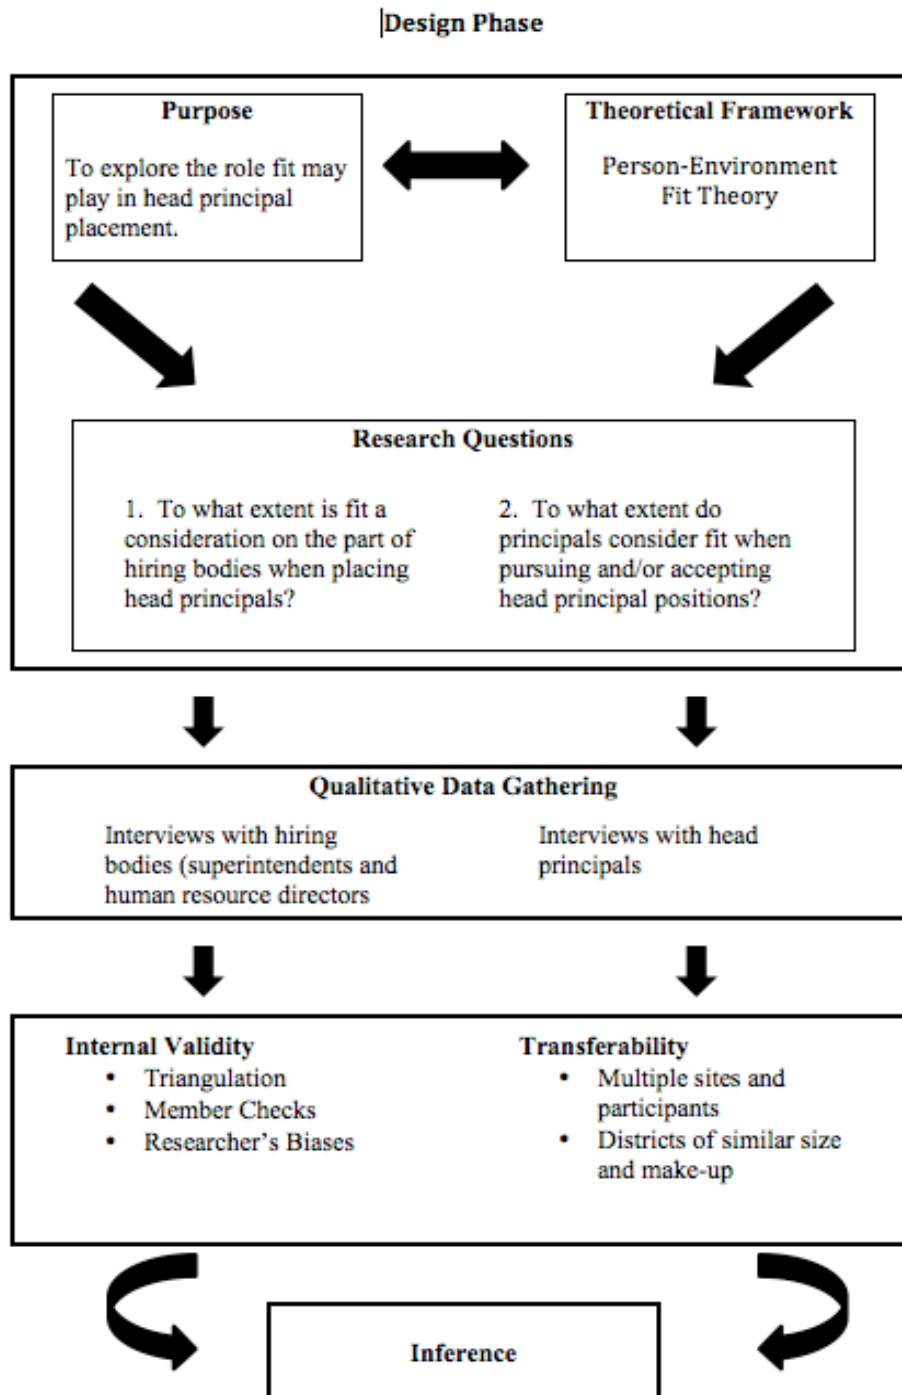 Design Phase
Purpose
To explore the role fit may
play in head principal
placement.
Theoretical Framework
Person-Environment
Fit Theory
Research Questions
1. To what extent is fit a
consideration on the part of
hiring bodies when placing
head principals?
2. To what extent do
principals consider fit when
pursuing and/or accepting
head principal positions?
Qualitative Data Gathering
Interviews with hiring
bodies (superintendents and
human resource directors
Interviews with head
principals
Internal Validity
• Triangulation
• Member Checks
• Researcher's Biases
Transferability
• Multiple sites and
participants
• Districts of similar size
and make-up
Inference